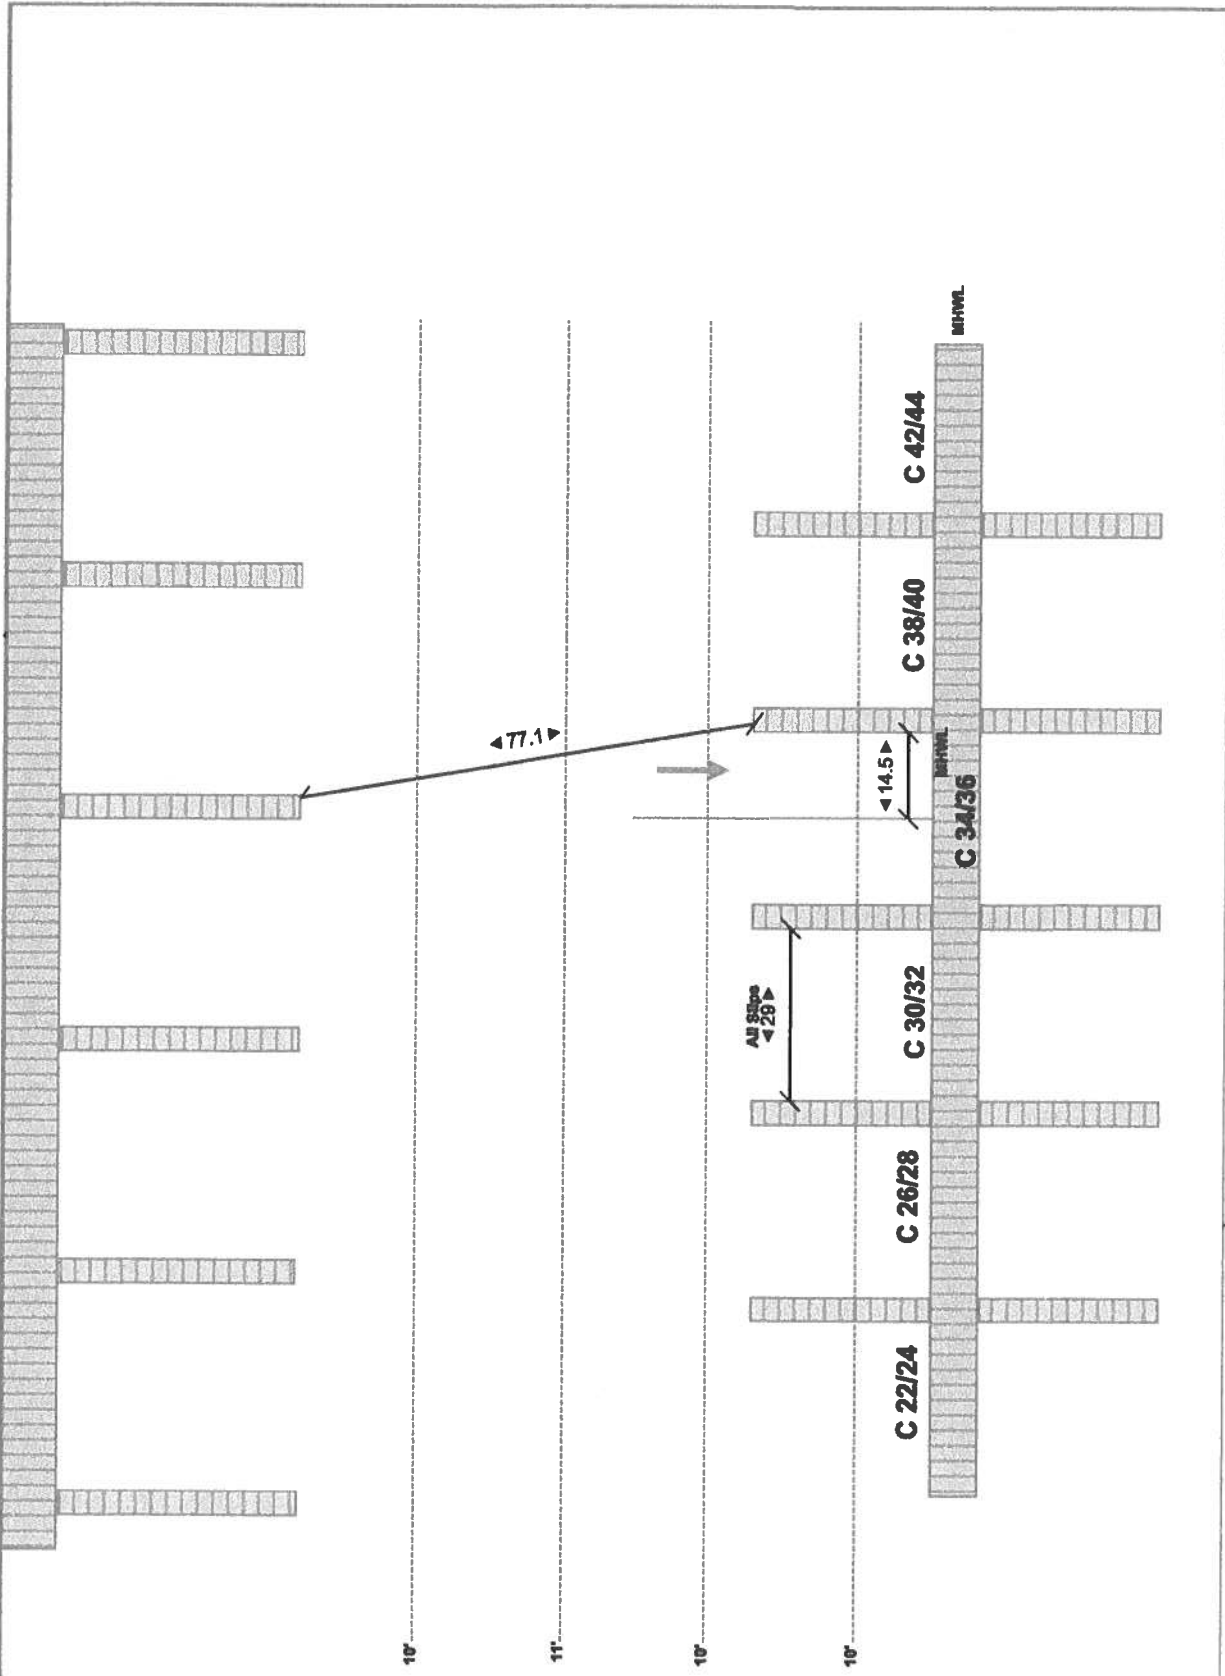 ◄77.1►
MHWL
C 42/44
C 38/40
◄14.5►
MHWL
C 34/36
All Slips
◄29►
C 30/32
C 26/28
C 22/24
10'
11'
10'
10'